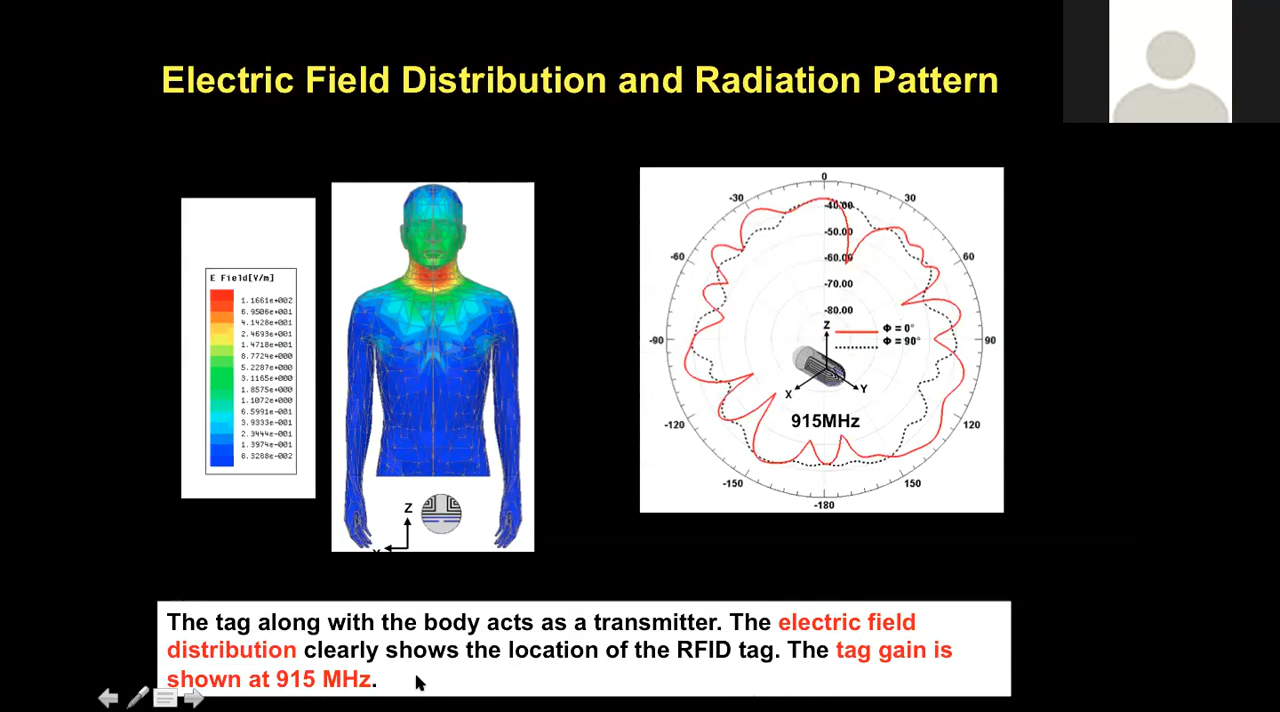 Electric Field Distribution and Radiation Pattern
E Field[V/m]
1.1661e+002
6.9506e+001
4.1428e+001
2.4693e+001
1.4718e+001
8.7724e+000
5.2287e+000
3.1165e+000
1.8575e+000
1.1072e+000
6.5991e-001
3.9333e-001
2.3444e-001
1.3974e-001
8.3288e-002
Z
0
-30
30
-40.00
-50.00
-60
-60.00
60
-70.00
-80.00
Z
Φ = 0°
-90
Φ = 90°
90
X
Y
915MHz
-120
120
-150
150
-180
The tag along with the body acts as a transmitter. The electric field
distribution clearly shows the location of the RFID tag. The tag gain is
shown at 915 MHz.